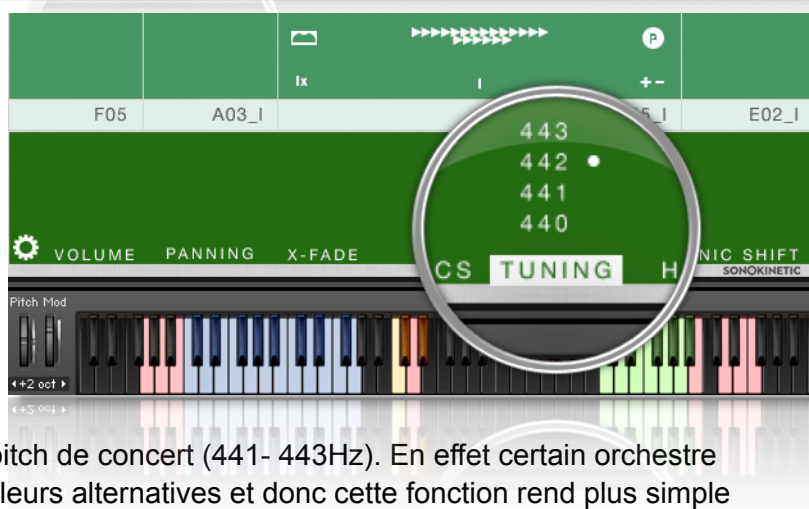 P
Ix I +-
F05 A03_I 5_I E02_I
443
442
441
440
VOLUME PANNING X-FADE CS TUNING H NIC SHIFT
SONOKINETIC
Pitch Mod
+2 oct
pitch de concert (441- 443Hz). En effet certain orchestre
leurs alternatives et donc cette fonction rend plus simple